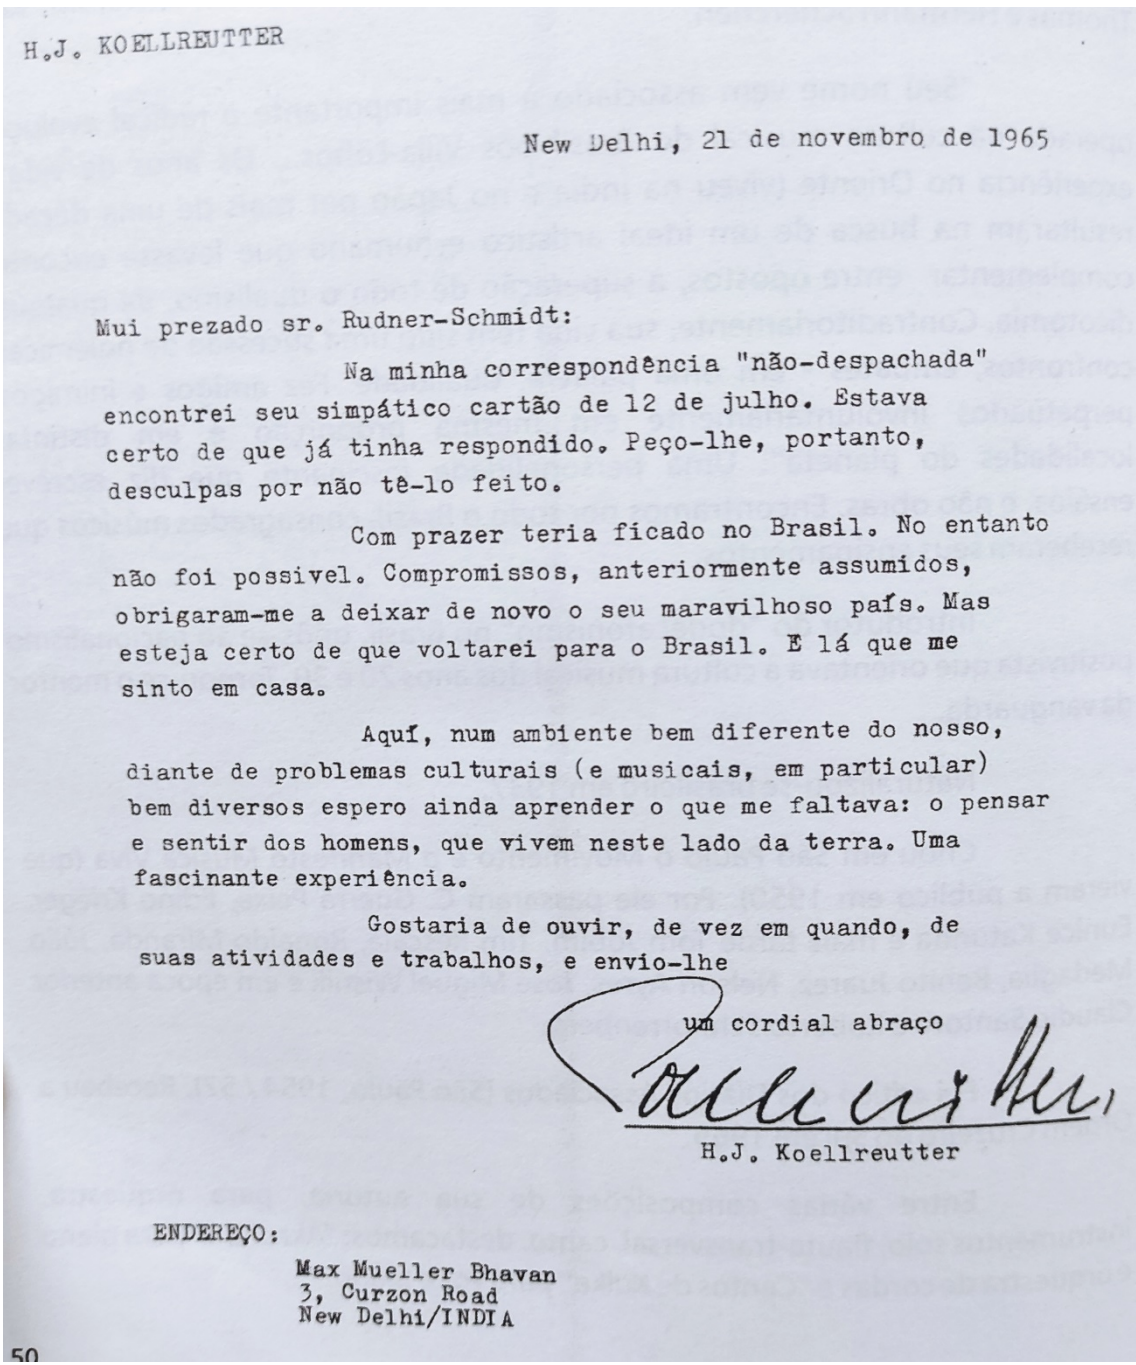 H.J. KOELLREUTTER
New Delhi, 21 de novembro de 1965
Mui prezado sr. Rudner-Schmidt:
Na minha correspondência "não-despachada"
encontrei seu simpático cartão de 12 de julho. Estava
certo de que já tinha respondido. Peço-lhe, portanto,
desculpas por não tê-lo feito.
Com prazer teria ficado no Brasil. No entanto
não foi possivel. Compromissos, anteriormente assumidos,
obrigaram-me a deixar de novo o seu maravilhoso país. Mas
esteja certo de que voltarei para o Brasil. E lá que me
sinto em casa.
Aquí, num ambiente bem diferente do nosso,
diante de problemas culturais (e musicais, em particular)
bem diversos espero ainda aprender o que me faltava: o pensar
e sentir dos homens, que vivem neste lado da terra. Uma
fascinante experiência.
Gostaria de ouvir, de vez em quando, de
suas atividades e trabalhos, e envio-lhe
um cordial abraço
Koellreutter
H.J. Koellreutter
ENDEREÇO:
Max Mueller Bhavan
3, Curzon Road
New Delhi/INDIA
50